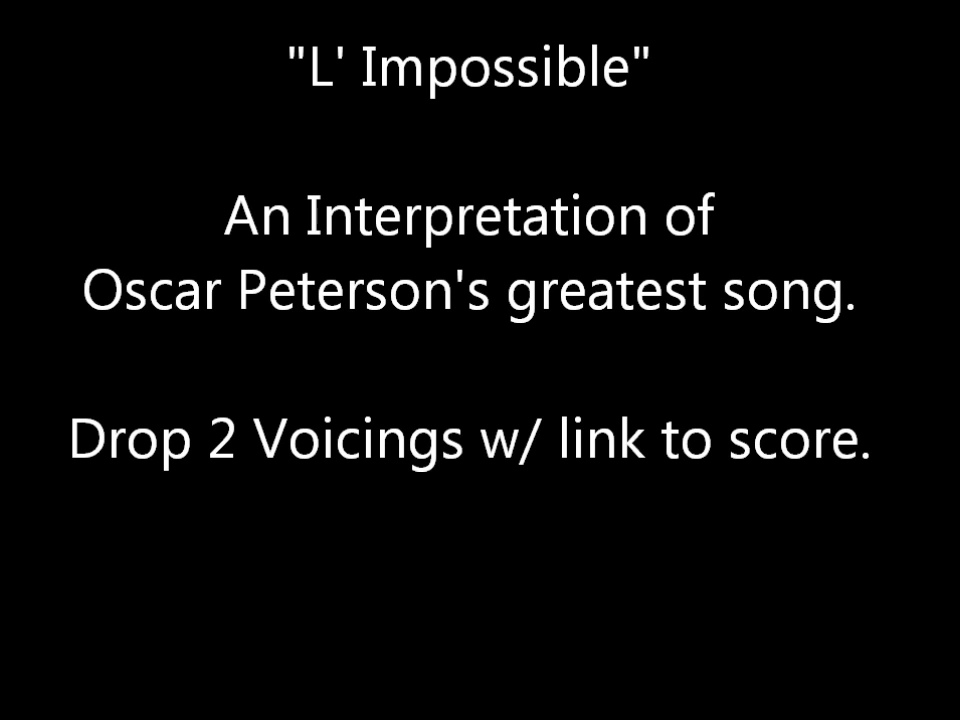 "L' Impossible"
An Interpretation of
Oscar Peterson's greatest song.
Drop 2 Voicings w/ link to score.